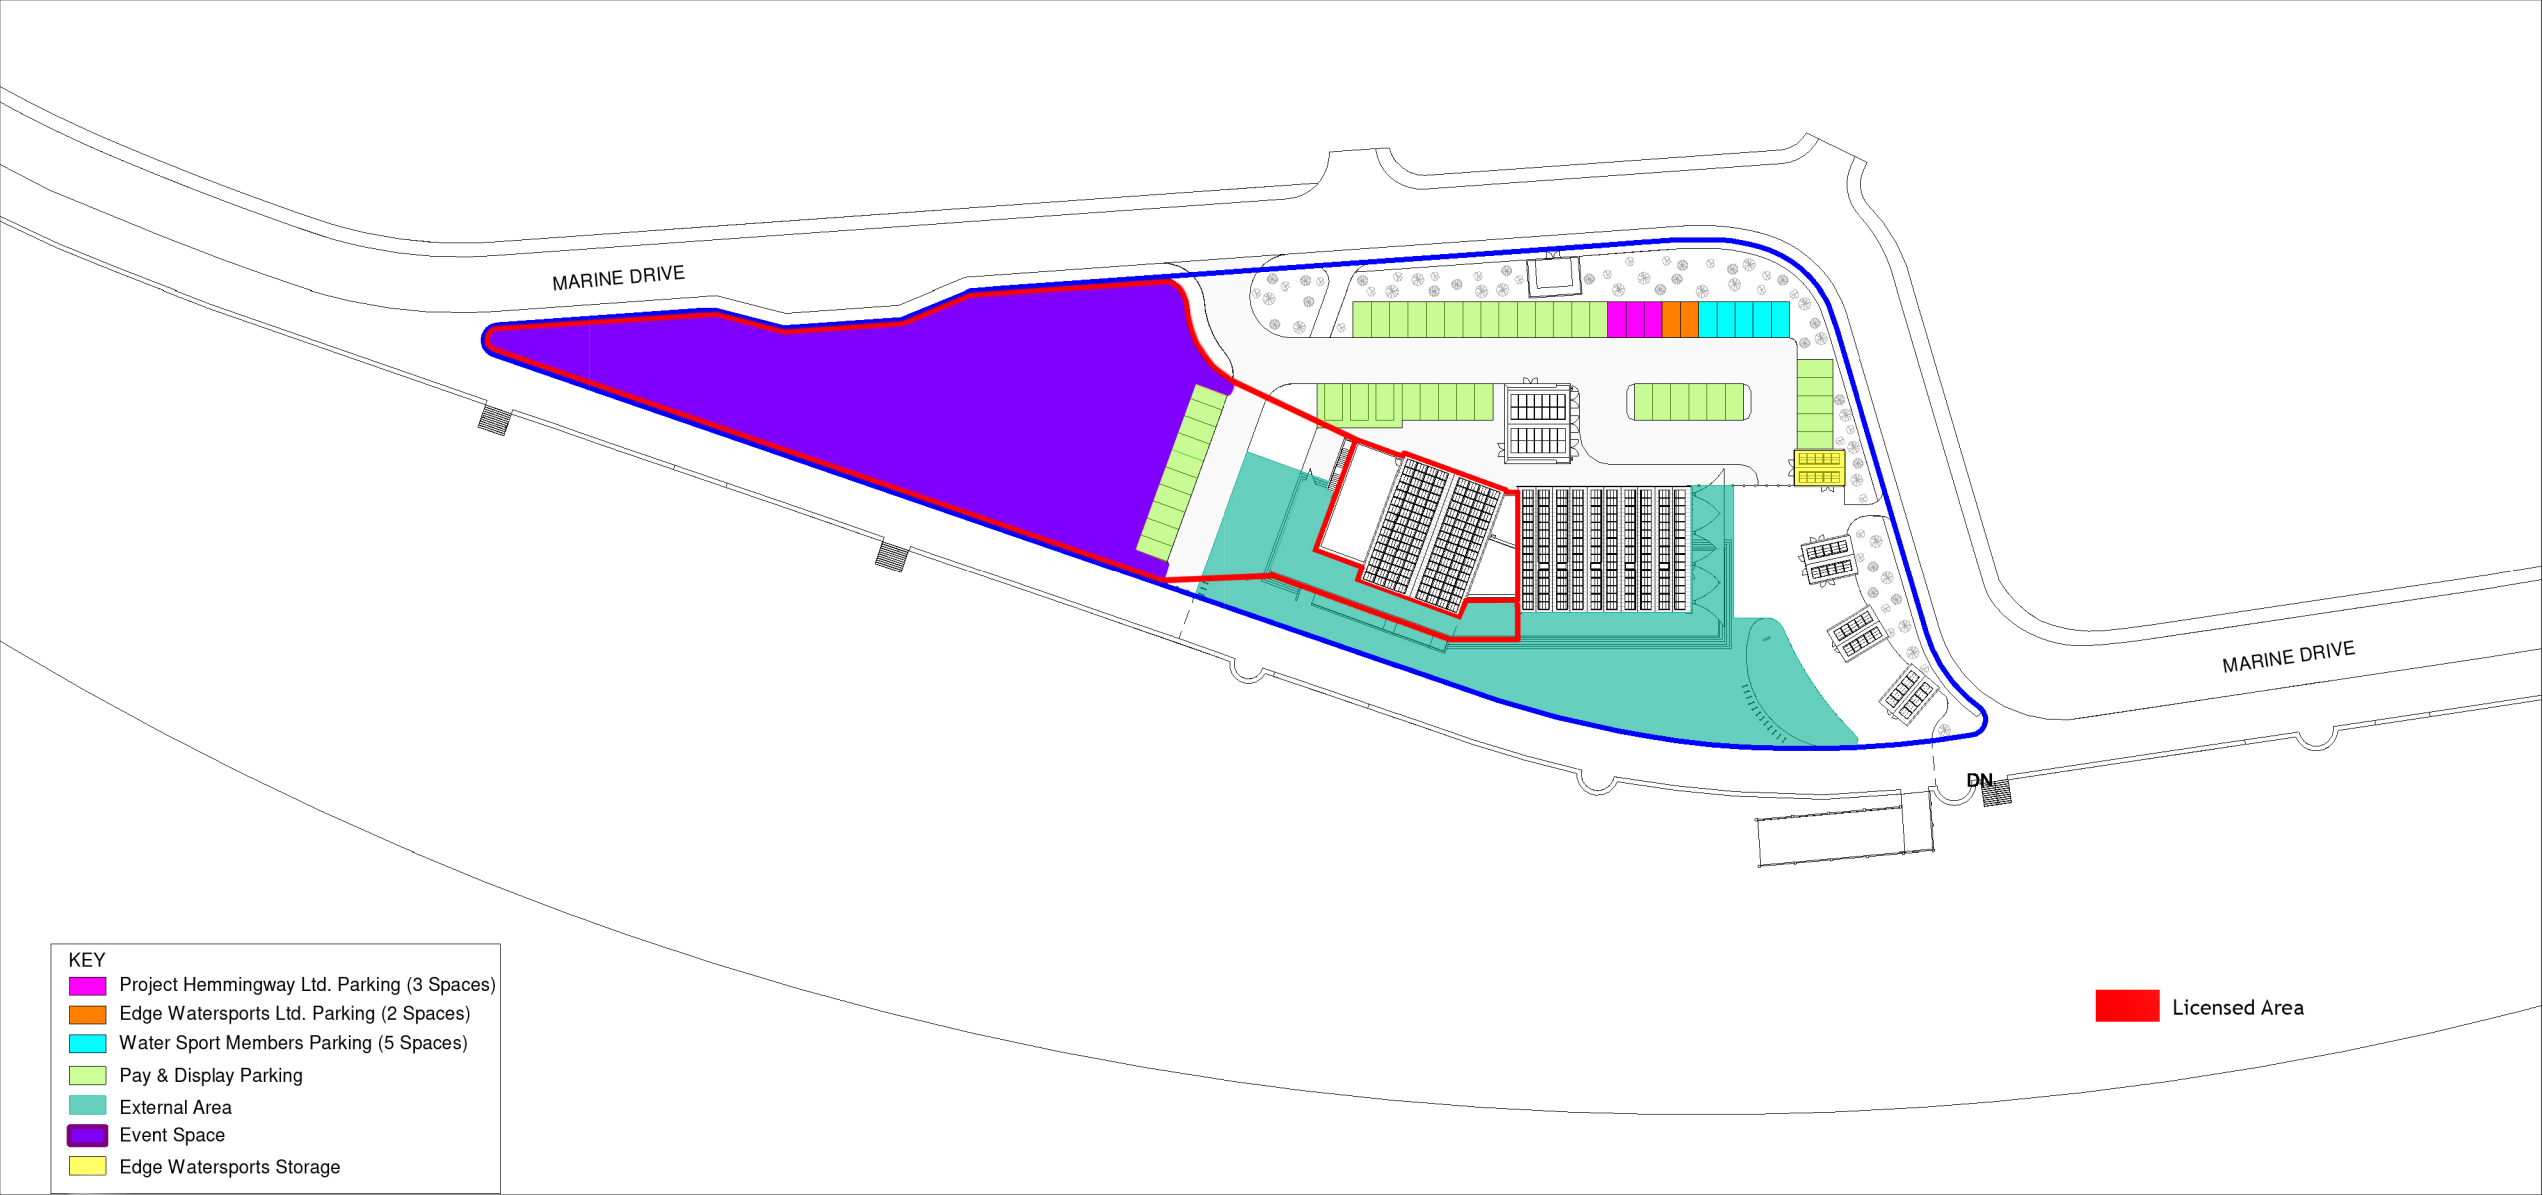 MARINE DRIVE
MARINE DRIVE
DN
KEY
Project Hemmingway Ltd. Parking (3 Spaces)
Edge Watersports Ltd. Parking (2 Spaces)
Water Sport Members Parking (5 Spaces)
Pay & Display Parking
External Area
Event Space
Edge Watersports Storage
Licensed Area